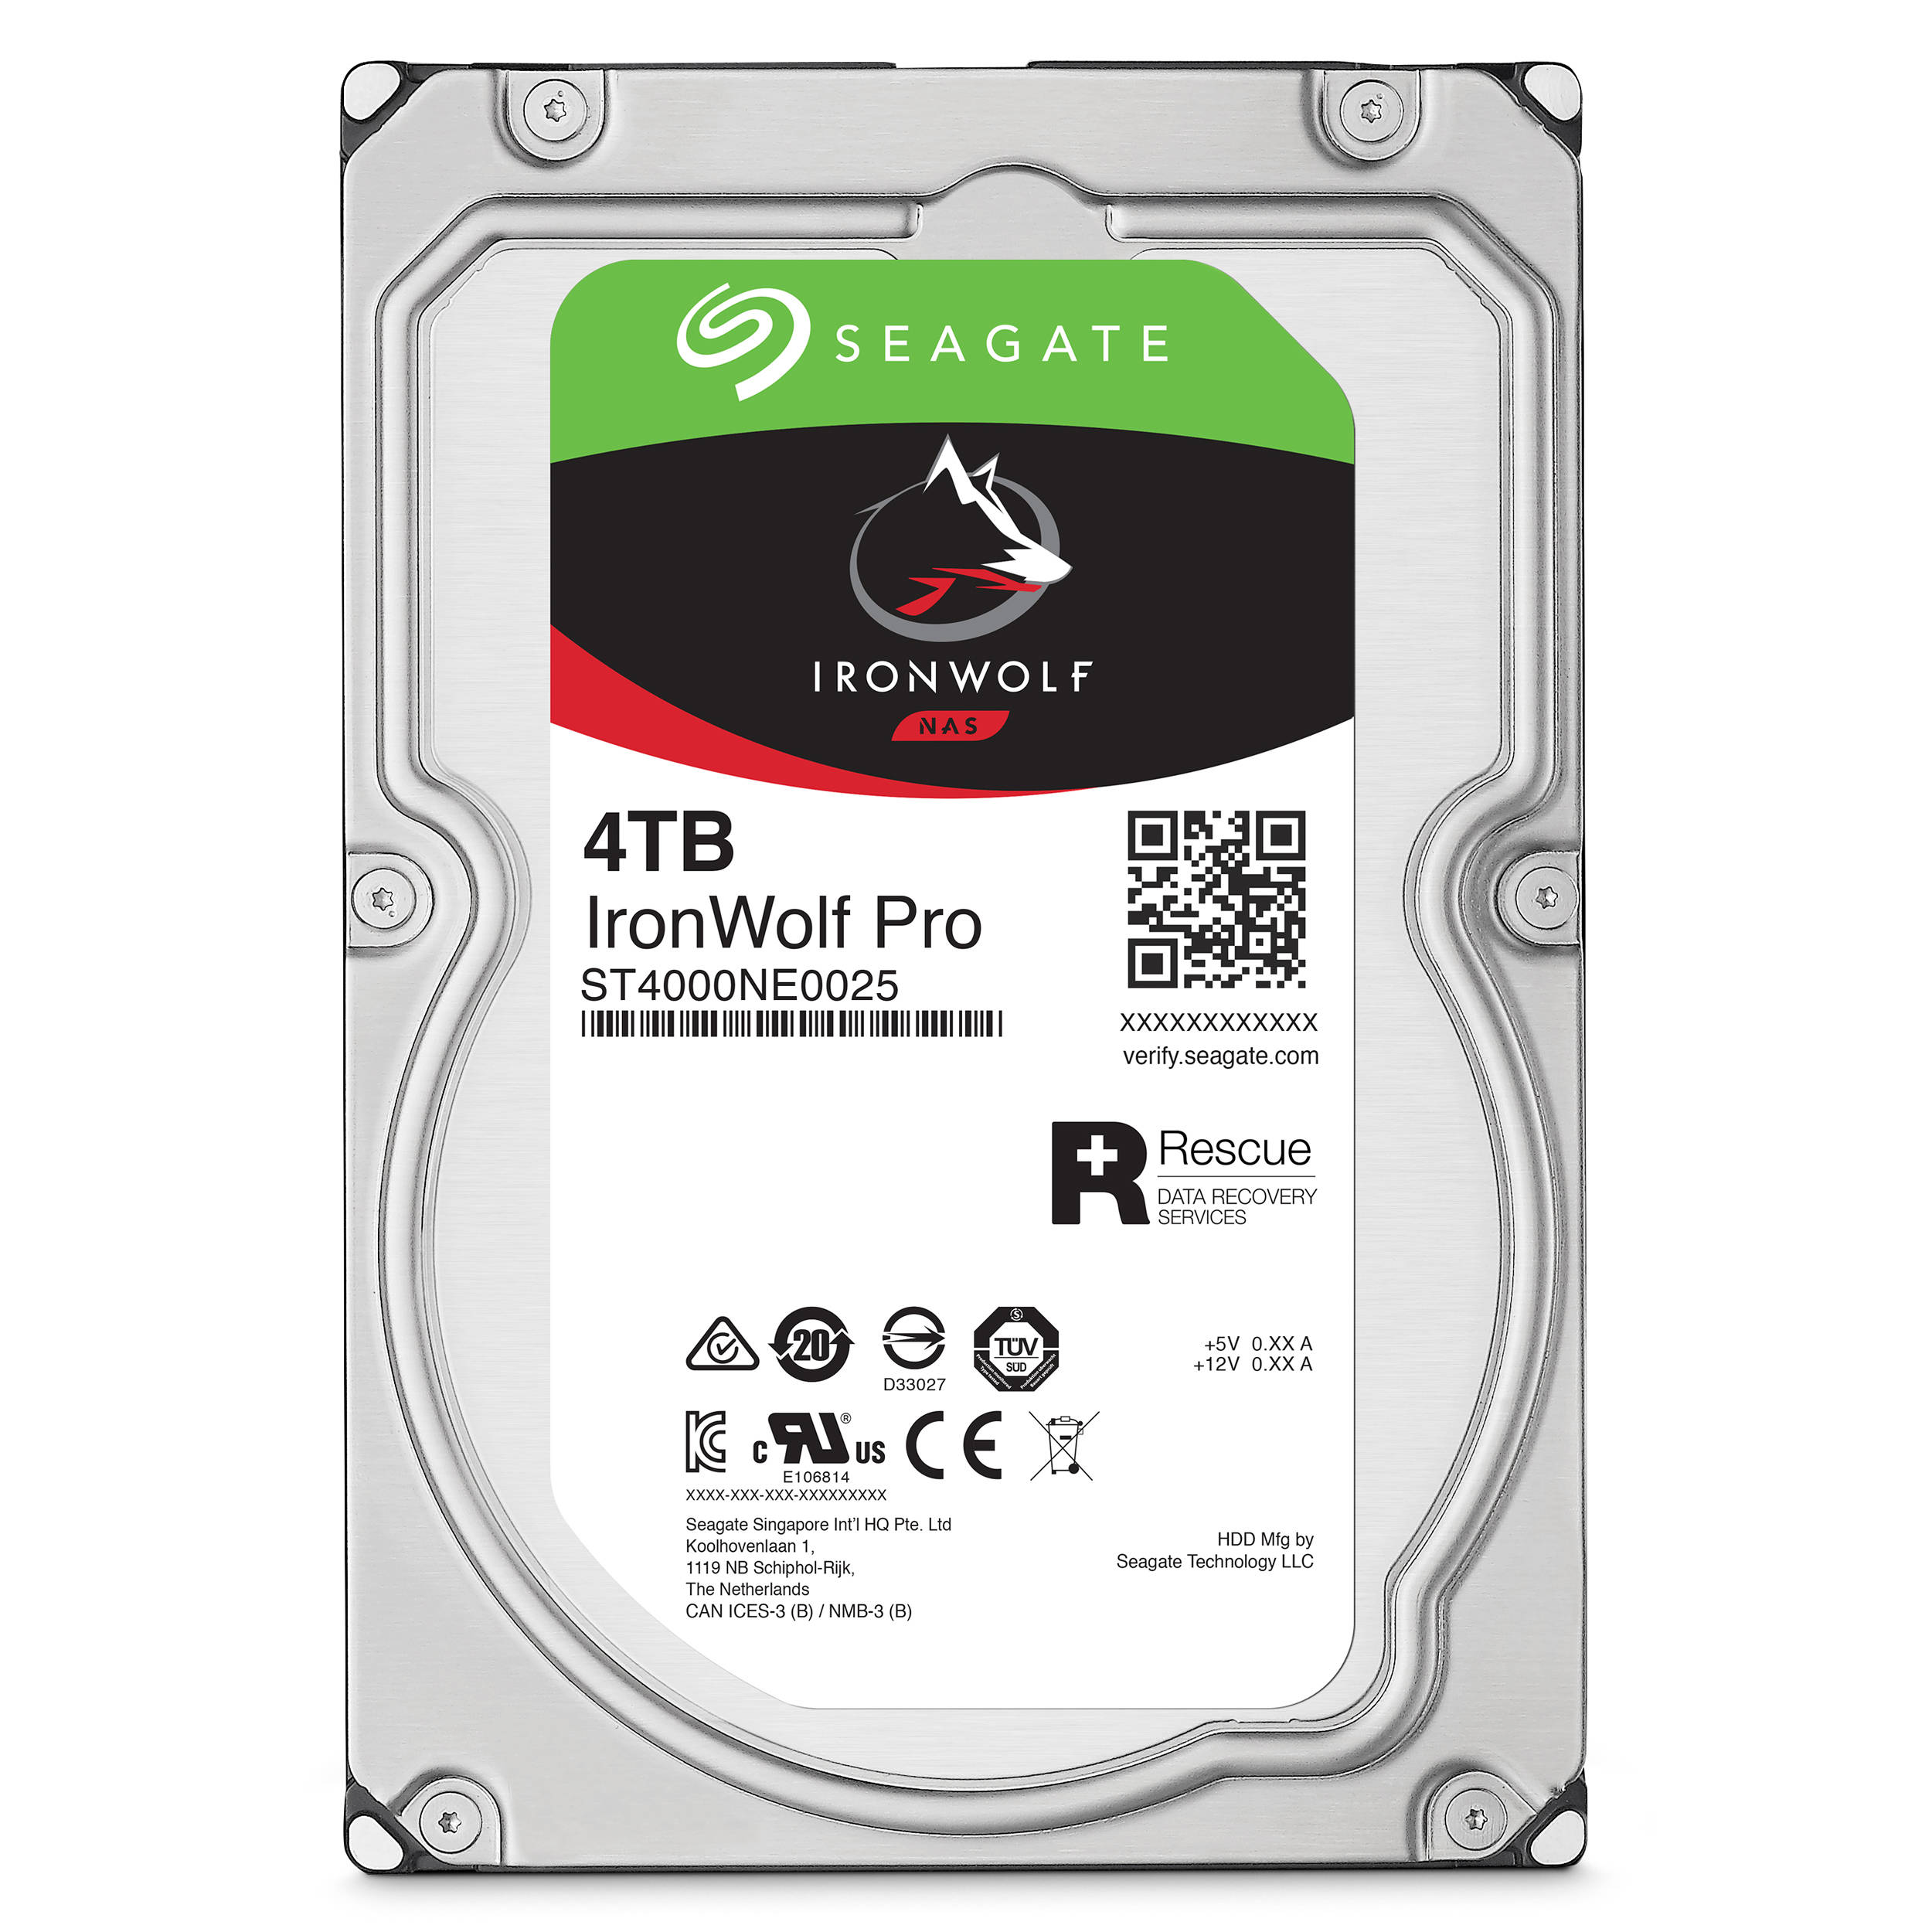 SEAGATE
IRONWOLF
NAS
4TB
IronWolf Pro
ST4000NE0025
XXXXXXXXXXXX
verify.seagate.com
Rescue
DATA RECOVERY
SERVICES
20
D33027
S
TÜV
SÜD
+5V 0.XX A
+12V 0.XX A
c RU® US
E106814
CE
XXXX-XXX-XXX-XXXXXXXXX
Seagate Singapore Int'l HQ Pte. Ltd
Koolhovenlaan 1,
1119 NB Schiphol-Rijk,
The Netherlands
CAN ICES-3 (B) / NMB-3 (B)
HDD Mfg by
Seagate Technology LLC